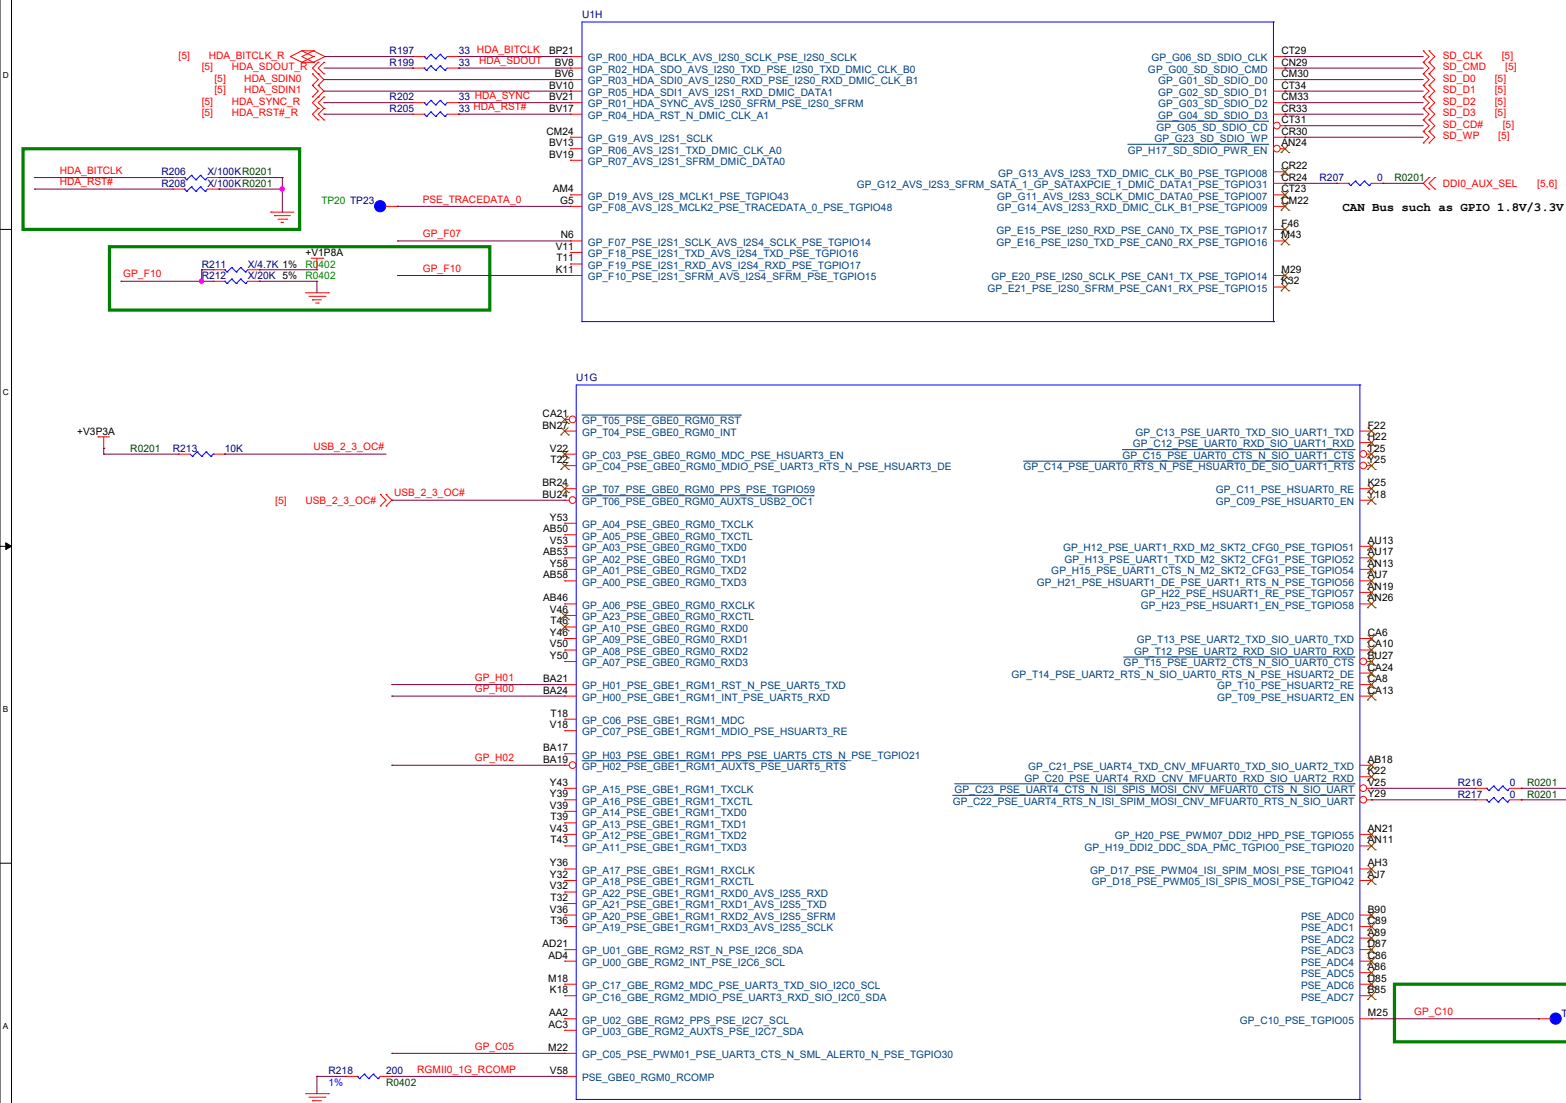 U1H
[5] HDA_BITCLK_R R197 33 HDA_BITCLK BP21 GP_R00_HDA_BCLK_AVS_I2S0_SCLK_PSE_I2S0_SCLK
[5] HDA_SDOUT_R R199 33 HDA_SDOUT BV8 GP_R02_HDA_SDO_AVS_I2S0_TXD_PSE_I2S0_TXD_DMIC_CLK_B0
[5] HDA_SDIN0 BV6 GP_R03_HDA_SDI0_AVS_I2S0_RXD_PSE_I2S0_RXD_DMIC_CLK_B1
[5] HDA_SDIN1 BV10 GP_R05_HDA_SDI1_AVS_I2S1_RXD_DMIC_DATA1
[5] HDA_SYNC_R R202 33 HDA_SYNC BV21 GP_R01_HDA_SYNC_AVS_I2S0_SFRM_PSE_I2S0_SFRM
[5] HDA_RST#_R R205 33 HDA_RST# BV17 GP_R04_HDA_RST_N_DMIC_CLK_A1
CM24 GP_G19_AVS_I2S1_SCLK
BV13 GP_R06_AVS_I2S1_TXD_DMIC_CLK_A0
BV19 GP_R07_AVS_I2S1_SFRM_DMIC_DATA0
AM4 GP_D19_AVS_I2S_MCLK1_PSE_TGPIO43
TP20 TP23 PSE_TRACEDATA_0 G5 GP_F08_AVS_I2S_MCLK2_PSE_TRACEDATA_0_PSE_TGPIO48
GP_F07 N6 GP_F07_PSE_I2S1_SCLK_AVS_I2S4_SCLK_PSE_TGPIO14
V11 GP_F18_PSE_I2S1_TXD_AVS_I2S4_TXD_PSE_TGPIO16
T11 GP_F19_PSE_I2S1_RXD_AVS_I2S4_RXD_PSE_TGPIO17
GP_F10 K11 GP_F10_PSE_I2S1_SFRM_AVS_I2S4_SFRM_PSE_TGPIO15
GP_G06_SD_SDIO_CLK CT29 SD_CLK [5]
GP_G00_SD_SDIO_CMD CN29 SD_CMD [5]
GP_G01_SD_SDIO_D0 CM30 SD_D0 [5]
GP_G02_SD_SDIO_D1 CT34 SD_D1 [5]
GP_G03_SD_SDIO_D2 CM33 SD_D2 [5]
GP_G04_SD_SDIO_D3 CR33 SD_D3 [5]
GP_G05_SD_SDIO_CD CT31 SD_CD# [5]
GP_G23_SD_SDIO_WP CR30 SD_WP [5]
GP_H17_SD_SDIO_PWR_EN AN24
GP_G13_AVS_I2S3_TXD_DMIC_CLK_B0_PSE_TGPIO08 CR22
GP_G12_AVS_I2S3_SFRM_SATA_1_GP_SATAXPCIE_1_DMIC_DATA1_PSE_TGPIO31 CR24 R207 0 R0201 DDI0_AUX_SEL [5,6]
GP_G11_AVS_I2S3_SCLK_DMIC_DATA0_PSE_TGPIO07 CT23
GP_G14_AVS_I2S3_RXD_DMIC_CLK_B1_PSE_TGPIO09 CM22
CAN Bus such as GPIO 1.8V/3.3V
GP_E15_PSE_I2S0_RXD_PSE_CAN0_TX_PSE_TGPIO17 F46
GP_E16_PSE_I2S0_TXD_PSE_CAN0_RX_PSE_TGPIO16 M43
GP_E20_PSE_I2S0_SCLK_PSE_CAN1_TX_PSE_TGPIO14 M29
GP_E21_PSE_I2S0_SFRM_PSE_CAN1_RX_PSE_TGPIO15 K32
HDA_BITCLK R206 X/100K R0201
HDA_RST# R208 X/100K R0201
+V1P8A
R211 X/4.7K 1% R0402
GP_F10 R212 X/20K 5% R0402
D
C
B
A
U1G
+V3P3A
R0201 R213 10K USB_2_3_OC#
[5] USB_2_3_OC# USB_2_3_OC#
CA21 GP_T05_PSE_GBE0_RGM0_RST
BN27 GP_T04_PSE_GBE0_RGM0_INT
V22 GP_C03_PSE_GBE0_RGM0_MDC_PSE_HSUART3_EN
T22 GP_C04_PSE_GBE0_RGM0_MDIO_PSE_UART3_RTS_N_PSE_HSUART3_DE
BR24 GP_T07_PSE_GBE0_RGM0_PPS_PSE_TGPIO59
BU24 GP_T06_PSE_GBE0_RGM0_AUXTS_USB2_OC1
Y53 GP_A04_PSE_GBE0_RGM0_TXCLK
AB50 GP_A05_PSE_GBE0_RGM0_TXCTL
V53 GP_A03_PSE_GBE0_RGM0_TXD0
AB53 GP_A02_PSE_GBE0_RGM0_TXD1
Y58 GP_A01_PSE_GBE0_RGM0_TXD2
AB58 GP_A00_PSE_GBE0_RGM0_TXD3
AB46 GP_A06_PSE_GBE0_RGM0_RXCLK
V46 GP_A23_PSE_GBE0_RGM0_RXCTL
T46 GP_A10_PSE_GBE0_RGM0_RXD0
Y46 GP_A09_PSE_GBE0_RGM0_RXD1
V50 GP_A08_PSE_GBE0_RGM0_RXD2
Y50 GP_A07_PSE_GBE0_RGM0_RXD3
GP_H01 BA21 GP_H01_PSE_GBE1_RGM1_RST_N_PSE_UART5_TXD
GP_H00 BA24 GP_H00_PSE_GBE1_RGM1_INT_PSE_UART5_RXD
T18 GP_C06_PSE_GBE1_RGM1_MDC
V18 GP_C07_PSE_GBE1_RGM1_MDIO_PSE_HSUART3_RE
BA17 GP_H03_PSE_GBE1_RGM1_PPS_PSE_UART5_CTS_N_PSE_TGPIO21
GP_H02 BA19 GP_H02_PSE_GBE1_RGM1_AUXTS_PSE_UART5_RTS
Y43 GP_A15_PSE_GBE1_RGM1_TXCLK
Y39 GP_A16_PSE_GBE1_RGM1_TXCTL
V39 GP_A14_PSE_GBE1_RGM1_TXD0
T39 GP_A13_PSE_GBE1_RGM1_TXD1
V43 GP_A12_PSE_GBE1_RGM1_TXD2
T43 GP_A11_PSE_GBE1_RGM1_TXD3
Y36 GP_A17_PSE_GBE1_RGM1_RXCLK
Y32 GP_A18_PSE_GBE1_RGM1_RXCTL
V32 GP_A22_PSE_GBE1_RGM1_RXD0_AVS_I2S5_RXD
T32 GP_A21_PSE_GBE1_RGM1_RXD1_AVS_I2S5_TXD
V36 GP_A20_PSE_GBE1_RGM1_RXD2_AVS_I2S5_SFRM
T36 GP_A19_PSE_GBE1_RGM1_RXD3_AVS_I2S5_SCLK
AD21 GP_U01_GBE_RGM2_RST_N_PSE_I2C6_SDA
AD4 GP_U00_GBE_RGM2_INT_PSE_I2C6_SCL
M18 GP_C17_GBE_RGM2_MDC_PSE_UART3_TXD_SIO_I2C0_SCL
K18 GP_C16_GBE_RGM2_MDIO_PSE_UART3_RXD_SIO_I2C0_SDA
AA2 GP_U02_GBE_RGM2_PPS_PSE_I2C7_SCL
AC3 GP_U03_GBE_RGM2_AUXTS_PSE_I2C7_SDA
GP_C05 M22 GP_C05_PSE_PWM01_PSE_UART3_CTS_N_SML_ALERT0_N_PSE_TGPIO30
R218 200 RGMII0_1G_RCOMP V58 PSE_GBE0_RGM0_RCOMP
1% R0402
GP_C13_PSE_UART0_TXD_SIO_UART1_TXD F22
GP_C12_PSE_UART0_RXD_SIO_UART1_RXD H22
GP_C15_PSE_UART0_CTS_N_SIO_UART1_CTS T25
GP_C14_PSE_UART0_RTS_N_PSE_HSUART0_DE_SIO_UART1_RTS Y25
GP_C11_PSE_HSUART0_RE K25
GP_C09_PSE_HSUART0_EN Y18
GP_H12_PSE_UART1_RXD_M2_SKT2_CFG0_PSE_TGPIO51 AU13
GP_H13_PSE_UART1_TXD_M2_SKT2_CFG1_PSE_TGPIO52 AU17
GP_H15_PSE_UART1_CTS_N_M2_SKT2_CFG3_PSE_TGPIO54 AN13
GP_H21_PSE_HSUART1_DE_PSE_UART1_RTS_N_PSE_TGPIO56 AU7
GP_H22_PSE_HSUART1_RE_PSE_TGPIO57 AN19
GP_H23_PSE_HSUART1_EN_PSE_TGPIO58 AN26
GP_T13_PSE_UART2_TXD_SIO_UART0_TXD CA6
GP_T12_PSE_UART2_RXD_SIO_UART0_RXD CA10
GP_T15_PSE_UART2_CTS_N_SIO_UART0_CTS BU27
GP_T14_PSE_UART2_RTS_N_SIO_UART0_RTS_N_PSE_HSUART2_DE CA24
GP_T10_PSE_HSUART2_RE CA8
GP_T09_PSE_HSUART2_EN CA13
GP_C21_PSE_UART4_TXD_CNV_MFUART0_TXD_SIO_UART2_TXD AB18
GP_C20_PSE_UART4_RXD_CNV_MFUART0_RXD_SIO_UART2_RXD K22
GP_C23_PSE_UART4_CTS_N_ISI_SPIS_MOSI_CNV_MFUART0_CTS_N_SIO_UART V25 R216 0 R0201
GP_C22_PSE_UART4_RTS_N_ISI_SPIM_MOSI_CNV_MFUART0_RTS_N_SIO_UART Y29 R217 0 R0201
GP_H20_PSE_PWM07_DDI2_HPD_PSE_TGPIO55 AN21
GP_H19_DDI2_DDC_SDA_PMC_TGPIO0_PSE_TGPIO20 AN11
GP_D17_PSE_PWM04_ISI_SPIM_MOSI_PSE_TGPIO41 AH3
GP_D18_PSE_PWM05_ISI_SPIS_MOSI_PSE_TGPIO42 AJ7
PSE_ADC0 B90
PSE_ADC1 C89
PSE_ADC2 A89
PSE_ADC3 D87
PSE_ADC4 C86
PSE_ADC5 A86
PSE_ADC6 D85
PSE_ADC7 B85
GP_C10_PSE_TGPIO05 M25 GP_C10